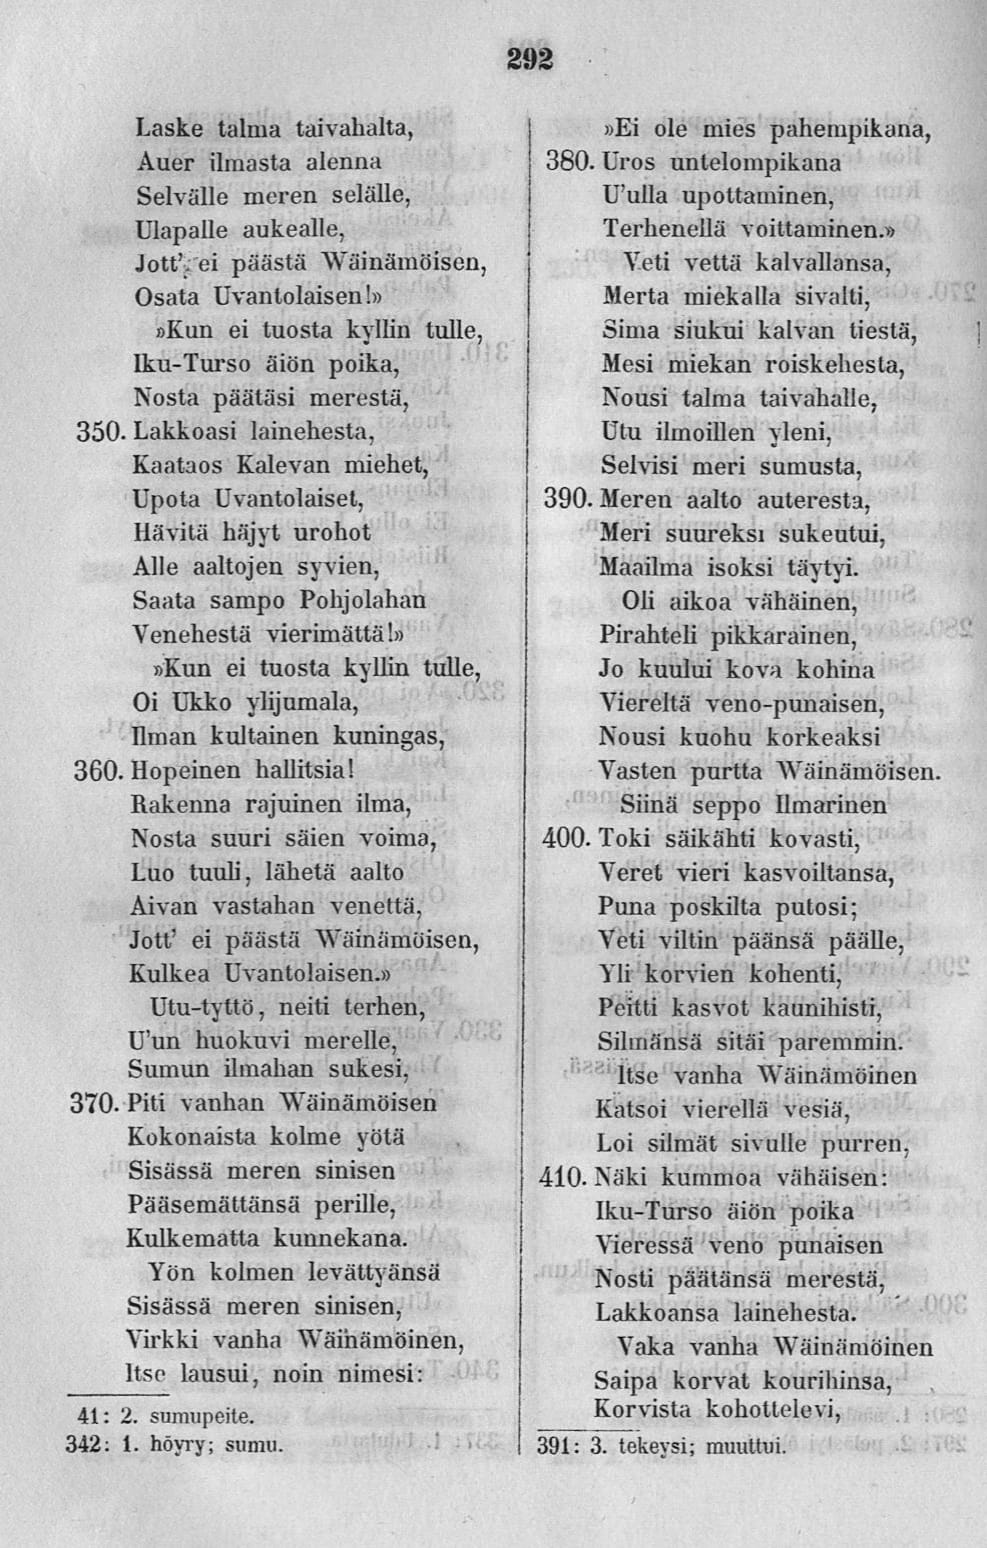 292
Laske talma taivahalta,
Auer ilmasta alenna
Selvälle meren selälle,
Ulapalle aukealle,
Jott' ei päästä Wäinämöisen,
Osata Uvantolaisen!»
»Kun ei tuosta kyllin tulle,
Iku-Turso äiön poika,
Nosta päätäsi merestä,
350. Lakkoasi lainehesta,
Kaataos Kalevan miehet,
Upota Uvantolaiset,
Hävitä häjyt urohot
Alle aaltojen syvien,
Saata sampo Pohjolahan
Venehestä vierimättä!»
»Kun ei tuosta kyllin tulle,
Oi Ukko ylijumala,
Ilman kultainen kuningas,
360. Hopeinen hallitsia!
Rakenna rajuinen ilma,
Nosta suuri säien voima,
Luo tuuli, lähetä aalto
Aivan vastahan venettä,
Jott' ei päästä Wäinämöisen,
Kulkea Uvantolaisen.»
Utu-tyttö, neiti terhen,
U'un huokuvi merelle,
Sumun ilmahan sukesi,
370. Piti vanhan Wäinämöisen
Kokonaista kolme yötä
Sisässä meren sinisen
Pääsemättänsä perille,
Kulkematta kunnekana.
Yön kolmen levättyänsä
Sisässä meren sinisen,
Virkki vanha Wäinämöinen,
Itse lausui, noin nimesi:
41: 2. sumupeite.
342: 1. höyry; sumu.
»Ei ole mies pahempikana,
380. Uros untelompikana
U'ulla upottaminen,
Terhenellä voittaminen.»
Veti vettä kalvallansa,
Merta miekalla sivalti,
Sima siukui kalvan tiestä,
Mesi miekan roiskehesta,
Nousi talma taivahalle,
Utu ilmoillen yleni,
Selvisi meri sumusta,
390. Meren aalto auteresta,
Meri suureksi sukeutui,
Maailma isoksi täytyi.
Oli aikoa vähäinen,
Pirahteli pikkarainen,
Jo kuului kova kohina
Viereltä veno-punaisen,
Nousi kuohu korkeaksi
Vasten purtta Wäinämöisen.
Siinä seppo Ilmarinen
400. Toki säikähti kovasti,
Veret vieri kasvoiltansa,
Puna poskilta putosi;
Veti viltin päänsä päälle,
Yli korvien kohenti,
Peitti kasvot kaunihisti,
Silmänsä sitäi paremmin.
Itse vanha Wäinämöinen
Katsoi vierellä vesiä,
Loi silmät sivulle purren,
410. Näki kummoa vähäisen:
Iku-Turso äiön poika
Vieressä veno punaisen
Nosti päätänsä merestä,
Lakkoansa lainehesta.
Vaka vanha Wäinämöinen
Saipa korvat kourihinsa,
Korvista kohottelevi,
391: 3. tekeysi; muuttui.